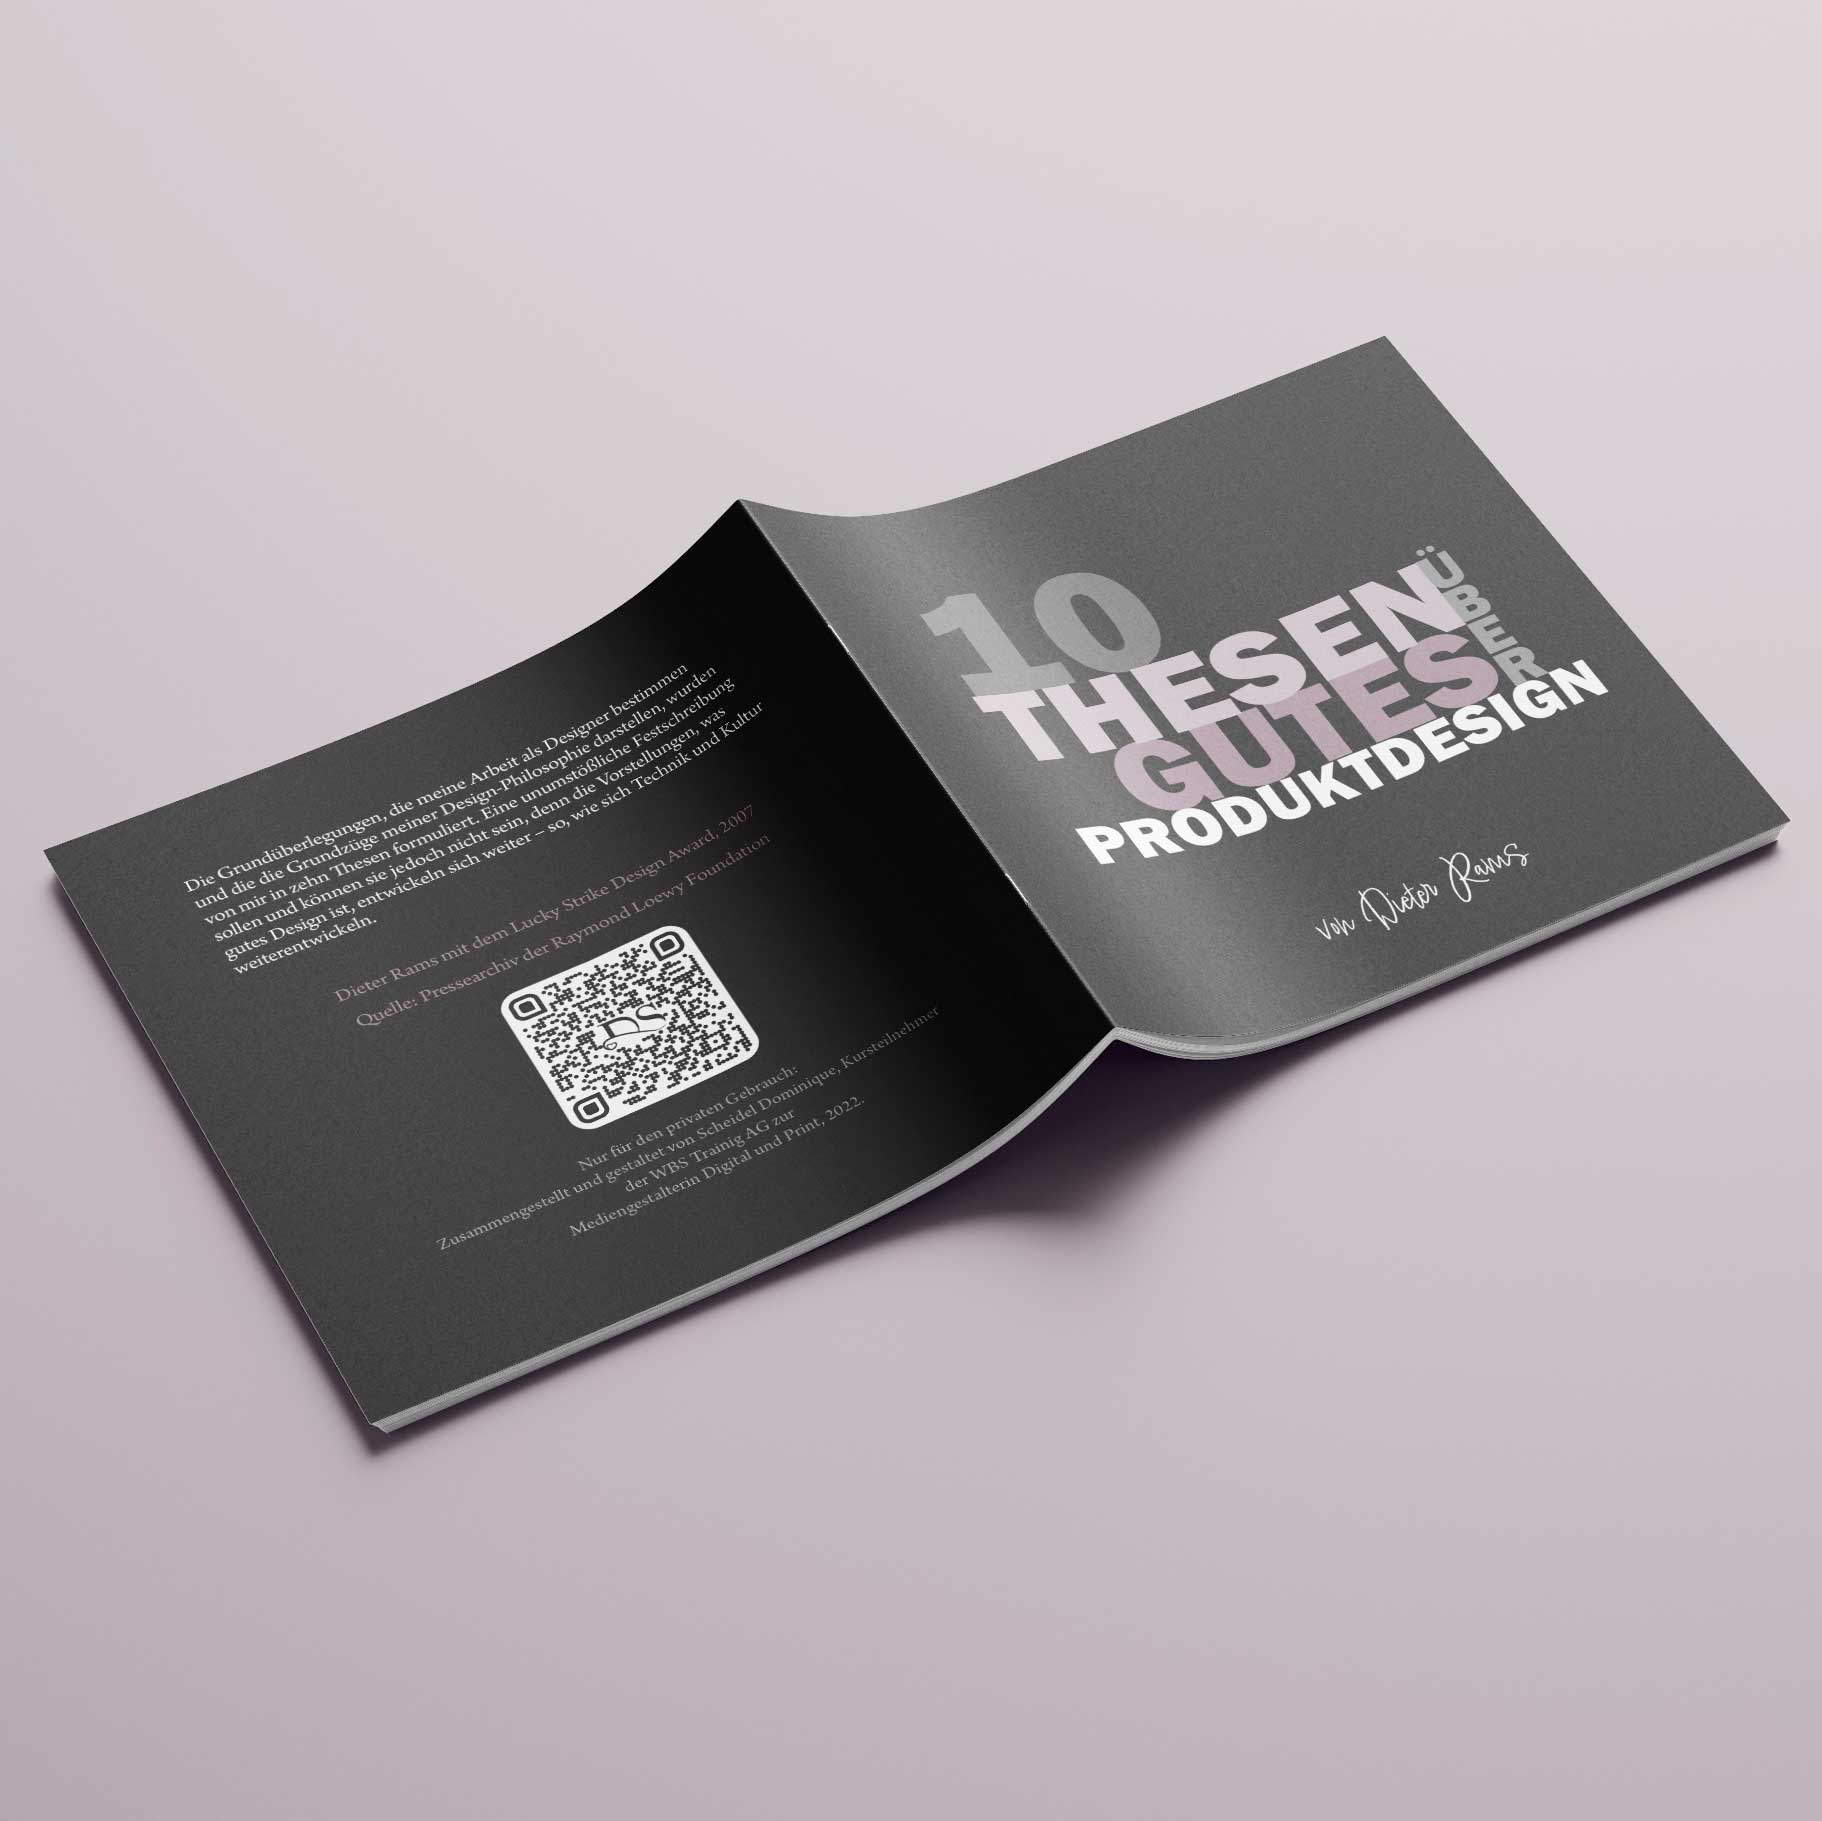 Die Grundüberlegungen, die meine Arbeit als Designer bestimmen
und die die Grundzüge meiner Design-Philosophie darstellen, wurden
von mir in zehn Thesen formuliert. Eine unumstößliche Festschreibung
sollen und können sie jedoch nicht sein, denn die Vorstellungen, was
gutes Design ist, entwickeln sich weiter – so, wie sich Technik und Kultur
weiterentwickeln.
Dieter Rams mit dem Lucky Strike Design Award, 2007
Quelle: Pressearchiv der Raymond Loewy Foundation
DS
Nur für den privaten Gebrauch:
Zusammengestellt und gestaltet von Scheidel Dominique, Kursteilnehmer
der WBS Trainig AG zur
Mediengestalterin Digital und Print, 2022.
10
THESEN
ÜBER
GUTES
PRODUKTDESIGN
von Dieter Rams